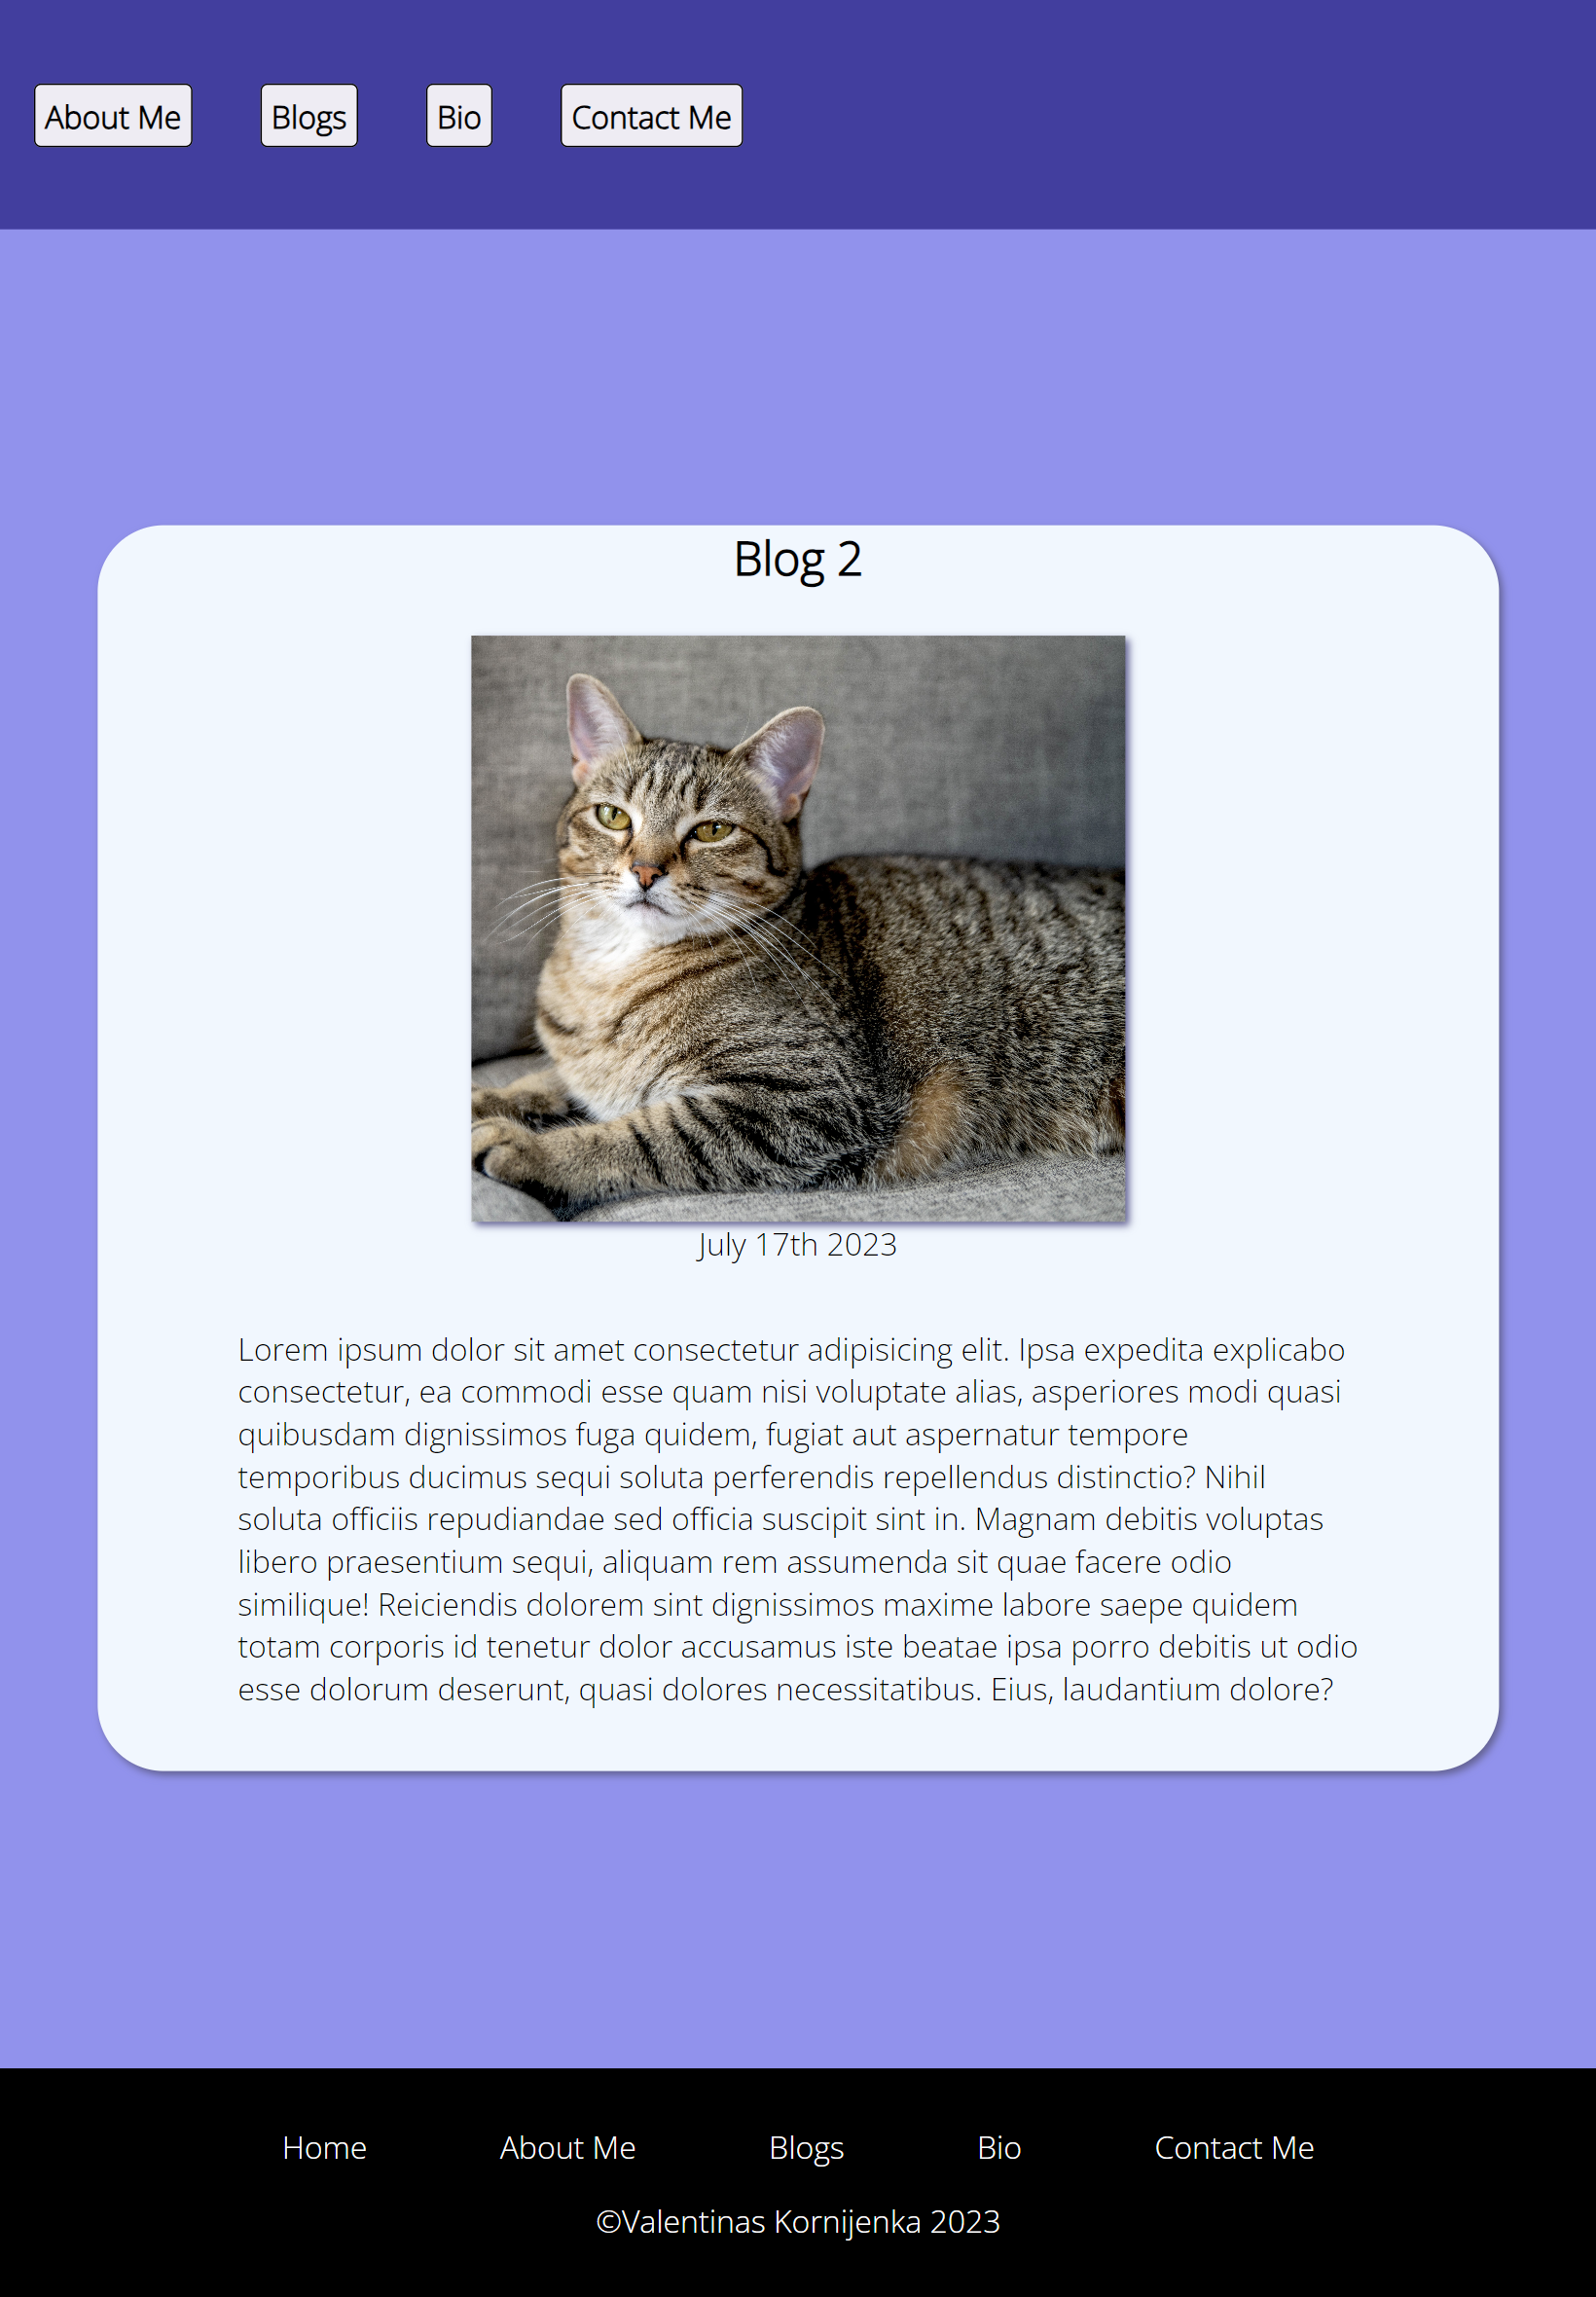 About Me Blogs Bio Contact Me
Blog 2
July 17th 2023
Lorem ipsum dolor sit amet consectetur adipisicing elit. Ipsa expedita explicabo
consectetur, ea commodi esse quam nisi voluptate alias, asperiores modi quasi
quibusdam dignissimos fuga quidem, fugiat aut aspernatur tempore
temporibus ducimus sequi soluta perferendis repellendus distinctio? Nihil
soluta officiis repudiandae sed officia suscipit sint in. Magnam debitis voluptas
libero praesentium sequi, aliquam rem assumenda sit quae facere odio
similique! Reiciendis dolorem sint dignissimos maxime labore saepe quidem
totam corporis id tenetur dolor accusamus iste beatae ipsa porro debitis ut odio
esse dolorum deserunt, quasi dolores necessitatibus. Eius, laudantium dolore?
Home About Me Blogs Bio Contact Me
©Valentinas Kornijenka 2023